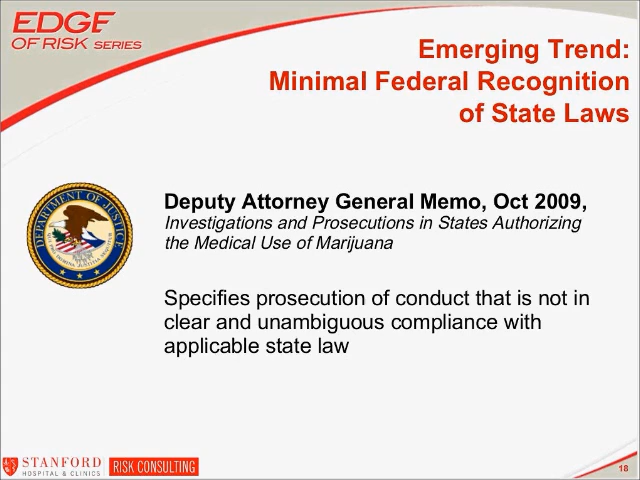 EDGE
OF RISK SERIES
Emerging Trend:
Minimal Federal Recognition
of State Laws
DEPARTMENT OF JUSTICE
Deputy Attorney General Memo, Oct 2009,
Investigations and Prosecutions in States Authorizing
the Medical Use of Marijuana
Specifies prosecution of conduct that is not in
clear and unambiguous compliance with
applicable state law
STANFORD
HOSPITAL & CLINICS
RISK CONSULTING
18